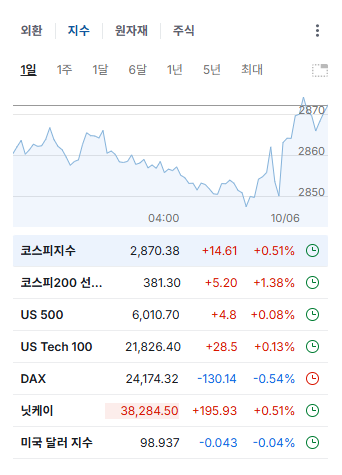 외환 지수 원자재 주식
1일 1주 1달 6달 1년 5년 최대
2870
2860
2850
04:00 10/06
코스피지수 2,870.38 +14.61 +0.51%
코스피200 선... 381.30 +5.20 +1.38%
US 500 6,010.70 +4.8 +0.08%
US Tech 100 21,826.40 +28.5 +0.13%
DAX 24,174.32 -130.14 -0.54%
닛케이 38,284.50 +195.93 +0.51%
미국 달러 지수 98.937 -0.043 -0.04%